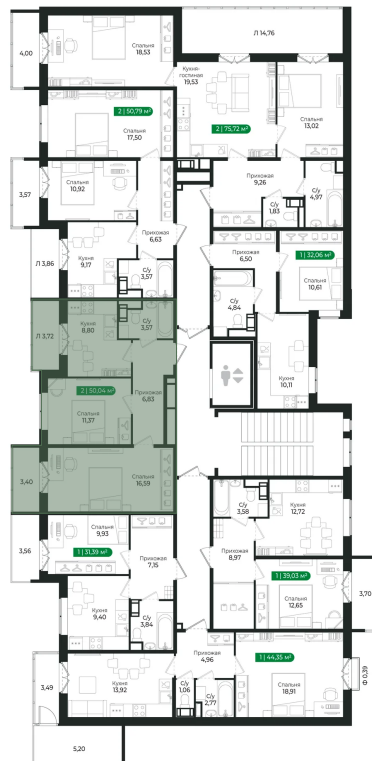 4,00
Спальня
18,53
Л 14,76
Кухня-
гостиная
19,53
Спальня
13,02
2 | 50,79 м²
Спальня
17,50
2 | 75,72 м²
3,57
Спальня
10,92
9,26
С/у
1,83
С/у
4,97
Прихожая
6,63
Прихожая
6,50
1 | 32,06 м²
Спальня
10,61
Л 3,86
Кухня
9,17
С/у
3,57
С/у
4,84
Л 3,72
Кухня
8,80
С/у
3,57
Кухня
10,11
2 | 50,04 м²
Прихожая
6,83
Спальня
11,37
3,40
Спальня
16,59
С/у
3,58
Кухня
12,72
3,56
9,93
1 | 31,39 м²
Прихожая
7,15
Прихожая
8,97
1 | 39,03 м²
Спальня
12,65
3,70
Кухня
9,40
С/у
3,84
Прихожая
4,96
1 | 44,35 м²
Спальня
18,91
Ф 0,39
3,49
Кухня
13,92
С/у
1,06
С/у
2,77
5,20